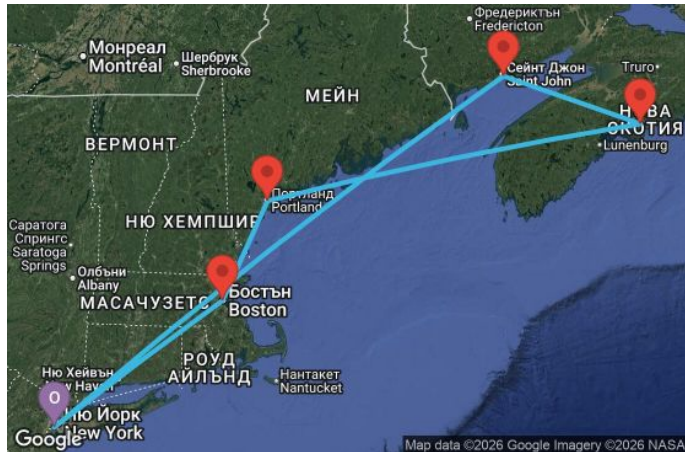 Фредериктън
Fredericton
Монреал
Montréal
Шербрук
Sherbrooke
Сейнт Джон
Saint John
Truro
МЕЙН
НОВА
СКОТИЯ
ВЕРМОНТ
Lunenburg
Портланд
Portland
НЮ ХЕМПШИР
Саратога
Спрингс
Saratoga
Springs
Олбъни
Albany
МАСАЧУЗЕТС
Бостън
Boston
РОУД
АЙЛЪНД
Нантакет
Nantucket
Ню Хейвън
New Haven
O
Ню Йорк
New York
Google
Map data ©2026 Google Imagery ©2026 NASA